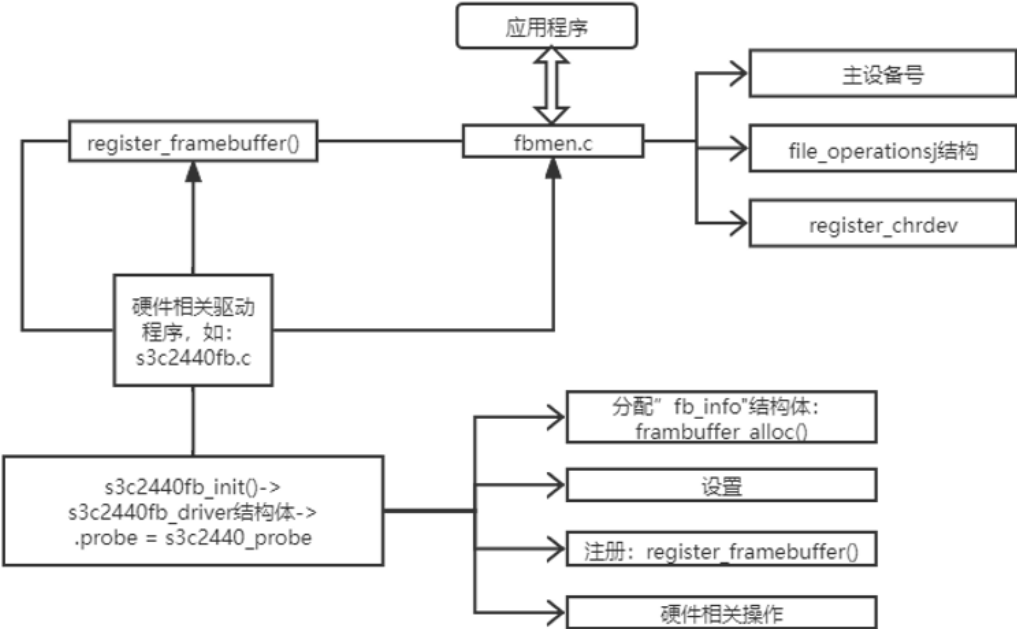 应用程序
主设备号
register_framebuffer()
fbmen.c
file_operationsj结构
register_chrdev
硬件相关驱动
程序，如：
s3c2440fb.c
分配”fb_info"结构体：
frambuffer_alloc()
s3c2440fb_init()->
s3c2440fb_driver结构体->
.probe = s3c2440_probe
设置
注册：register_framebuffer()
硬件相关操作